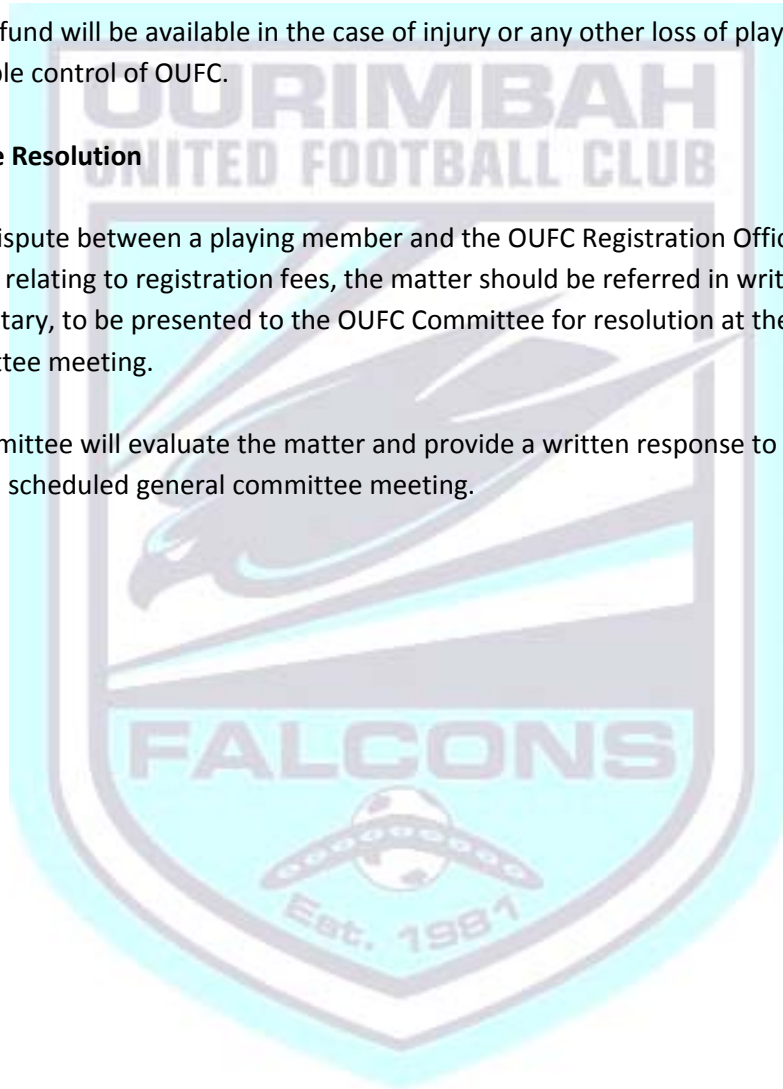 fund will be available in the case of injury or any other loss of play
ble control of OUFC.
OURIMBAH
e Resolution
UNITED FOOTBALL CLUB
ispute between a playing member and the OUFC Registration Offic
relating to registration fees, the matter should be referred in writ
tary, to be presented to the OUFC Committee for resolution at the
ttee meeting.
mittee will evaluate the matter and provide a written response to
scheduled general committee meeting.
FALCONS
Est. 1981